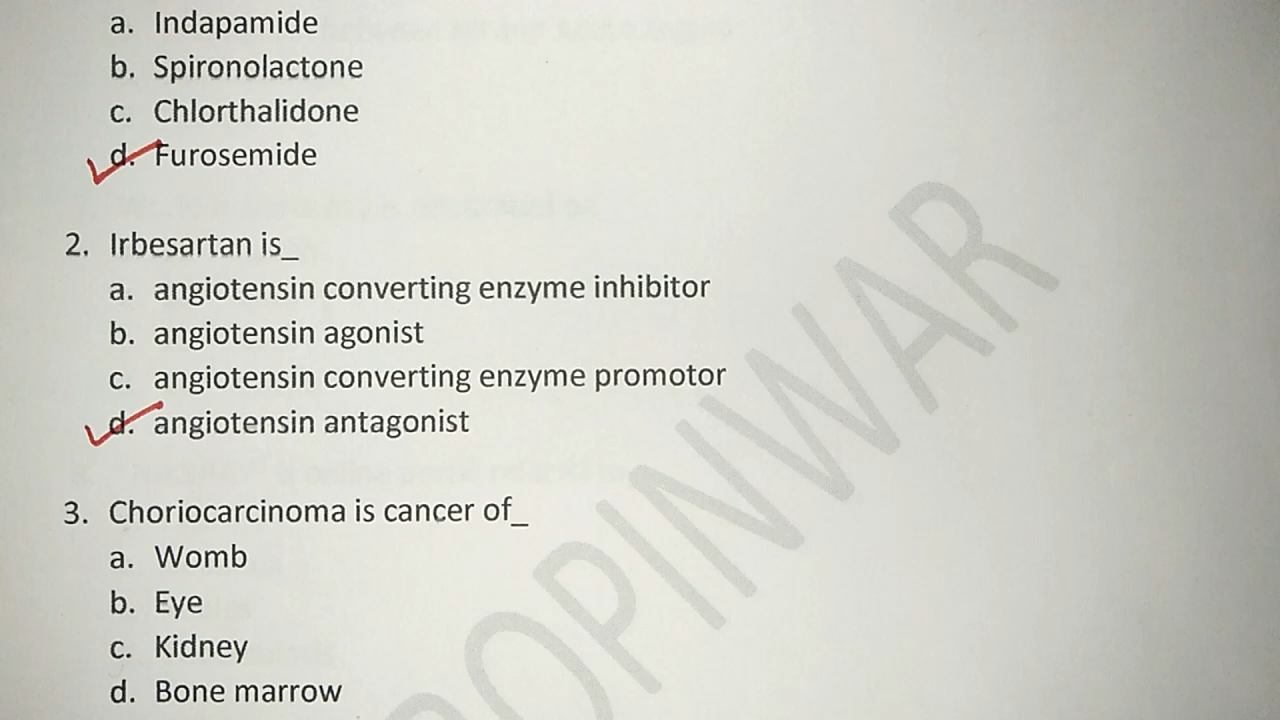 a. Indapamide
b. Spironolactone
c. Chlorthalidone
d. Furosemide
2. Irbesartan is_
a. angiotensin converting enzyme inhibitor
b. angiotensin agonist
c. angiotensin converting enzyme promotor
d. angiotensin antagonist
3. Choriocarcinoma is cancer of_
a. Womb
b. Eye
c. Kidney
d. Bone marrow
OPINWAR